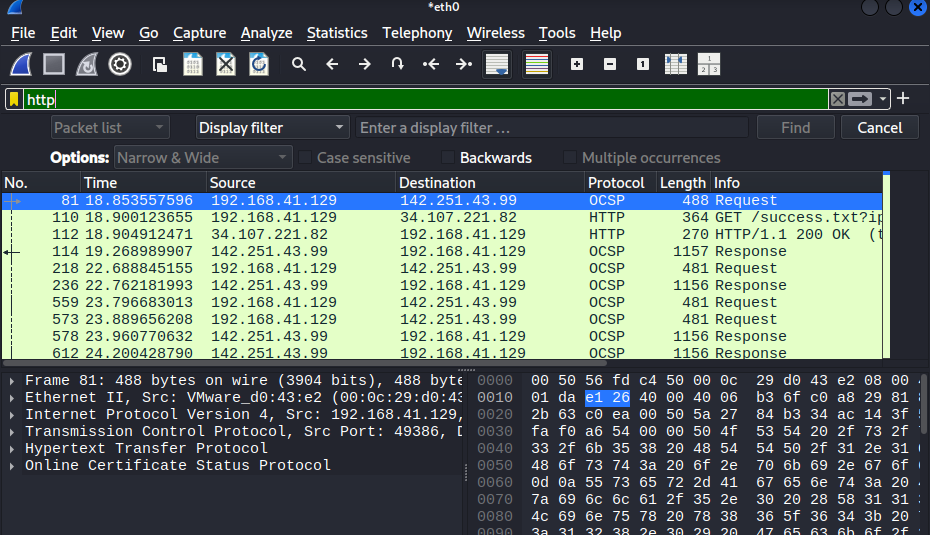 *eth0
File Edit View Go Capture Analyze Statistics Telephony Wireless Tools Help
http
Packet list Display filter Enter a display filter ... Find Cancel
Options: Narrow & Wide Case sensitive Backwards Multiple occurrences
No. Time Source Destination Protocol Length Info
81 18.853557596 192.168.41.129 142.251.43.99 OCSP 488 Request
110 18.900123655 192.168.41.129 34.107.221.82 HTTP 364 GET /success.txt?ip
112 18.904912471 34.107.221.82 192.168.41.129 HTTP 270 HTTP/1.1 200 OK (t
114 19.268989907 142.251.43.99 192.168.41.129 OCSP 1157 Response
218 22.688845155 192.168.41.129 142.251.43.99 OCSP 481 Request
236 22.762181993 142.251.43.99 192.168.41.129 OCSP 1156 Response
559 23.796683013 192.168.41.129 142.251.43.99 OCSP 488 Request
573 23.889656208 192.168.41.129 142.251.43.99 OCSP 481 Request
578 23.960770632 142.251.43.99 192.168.41.129 OCSP 1156 Response
612 24.200428790 142.251.43.99 192.168.41.129 OCSP 1156 Response
Frame 81: 488 bytes on wire (3904 bits), 488 byte
Ethernet II, Src: VMware_d0:43:e2 (00:0c:29:d0:43
Internet Protocol Version 4, Src: 192.168.41.129,
Transmission Control Protocol, Src Port: 49386, D
Hypertext Transfer Protocol
Online Certificate Status Protocol
0000 00 50 56 fd c4 50 00 0c 29 d0 43 e2 08 00
0010 01 da e1 26 40 00 40 06 b3 6f c0 a8 29 81
0020 2b 63 c0 ea 00 50 5a 27 84 b3 34 ac 14 3f
0030 fa f0 a6 54 00 00 50 4f 53 54 20 2f 73 2f
0040 33 2f 6b 35 38 20 48 54 54 50 2f 31 2e 31
0050 48 6f 73 74 3a 20 6f 2e 70 6b 69 2e 67 6f
0060 0d 0a 55 73 65 72 2d 41 67 65 6e 74 3a 20
0070 7a 69 6c 6c 61 2f 35 2e 30 20 28 58 31 31
0080 4c 69 6e 75 78 20 78 38 36 5f 36 34 3b 20
0090 3a 31 32 38 2e 30 29 20 47 65 63 6b 6f 2f